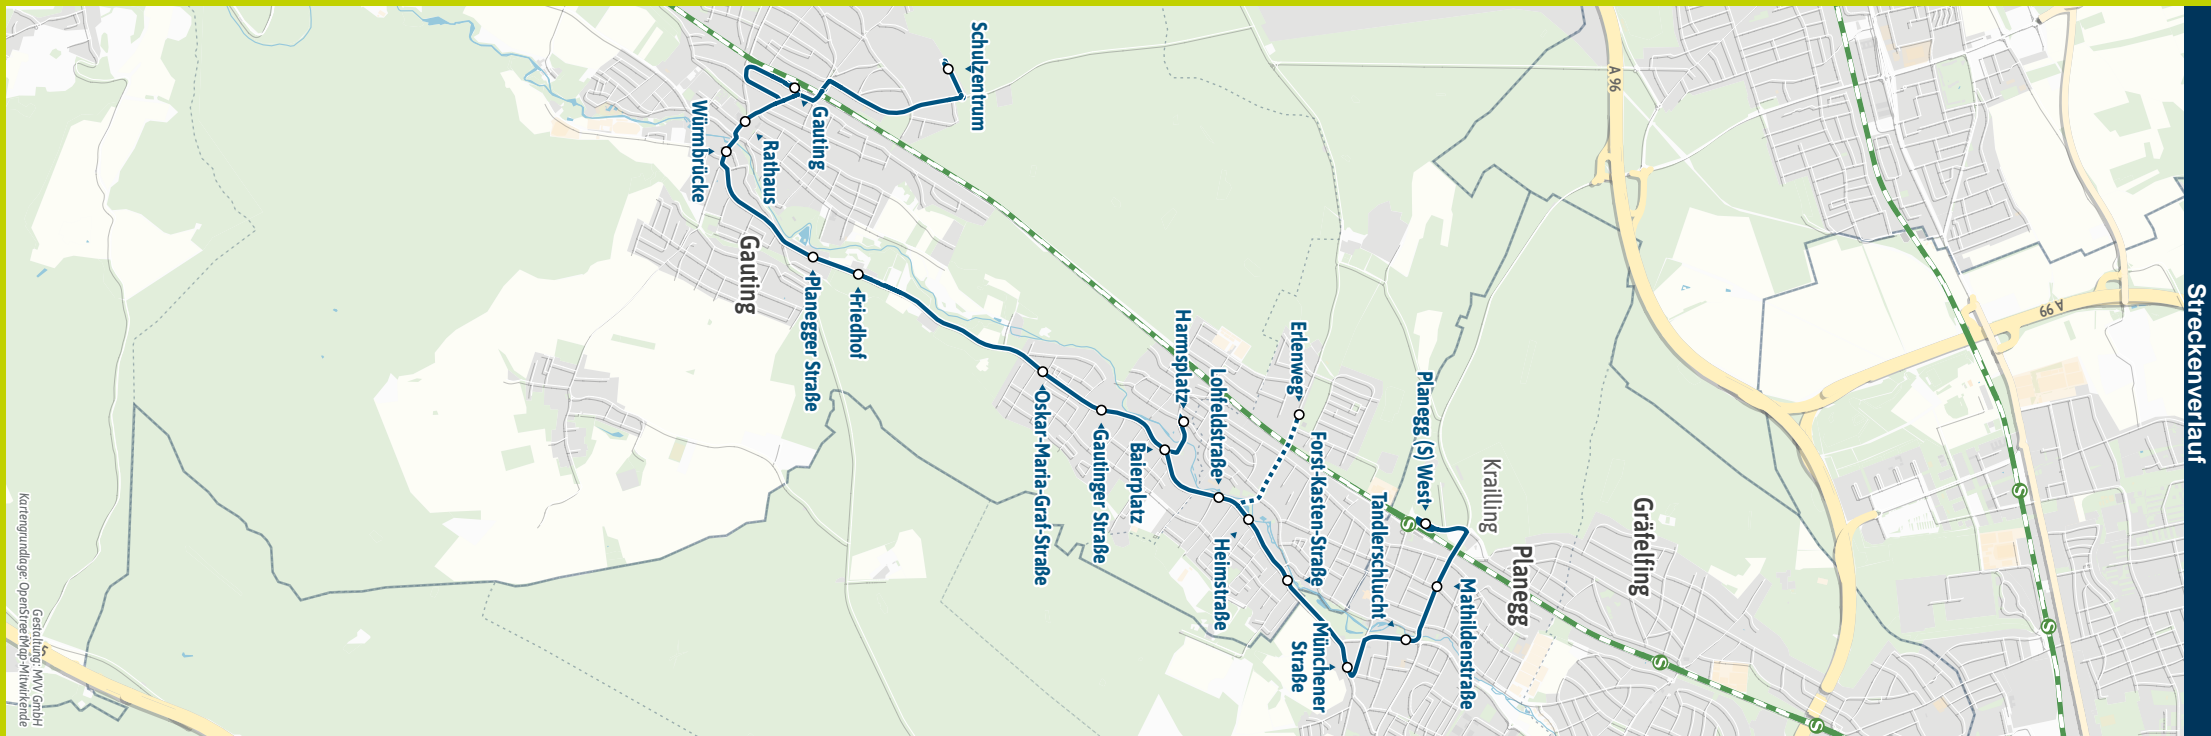 Streckenverlauf
A 96
A 99
Gräfelfing
Planegg
Krailling
Planegg (S) West
Mathildenstraße
Tandlerschlucht
Münchener
Straße
Forst-Kasten-Straße
Heimstraße
Erlenweg
Lohfeldstraße
Harmsplatz
Baierplatz
Gautinger Straße
Oskar-Maria-Graf-Straße
Friedhof
Planegger Straße
Gauting
Würmbrücke
Rathaus
Gauting
Schulzentrum
S
S
S
S
S
Gestaltung: MVV GmbH
Kartengrundlage: OpenStreetMap-Mitwirkende